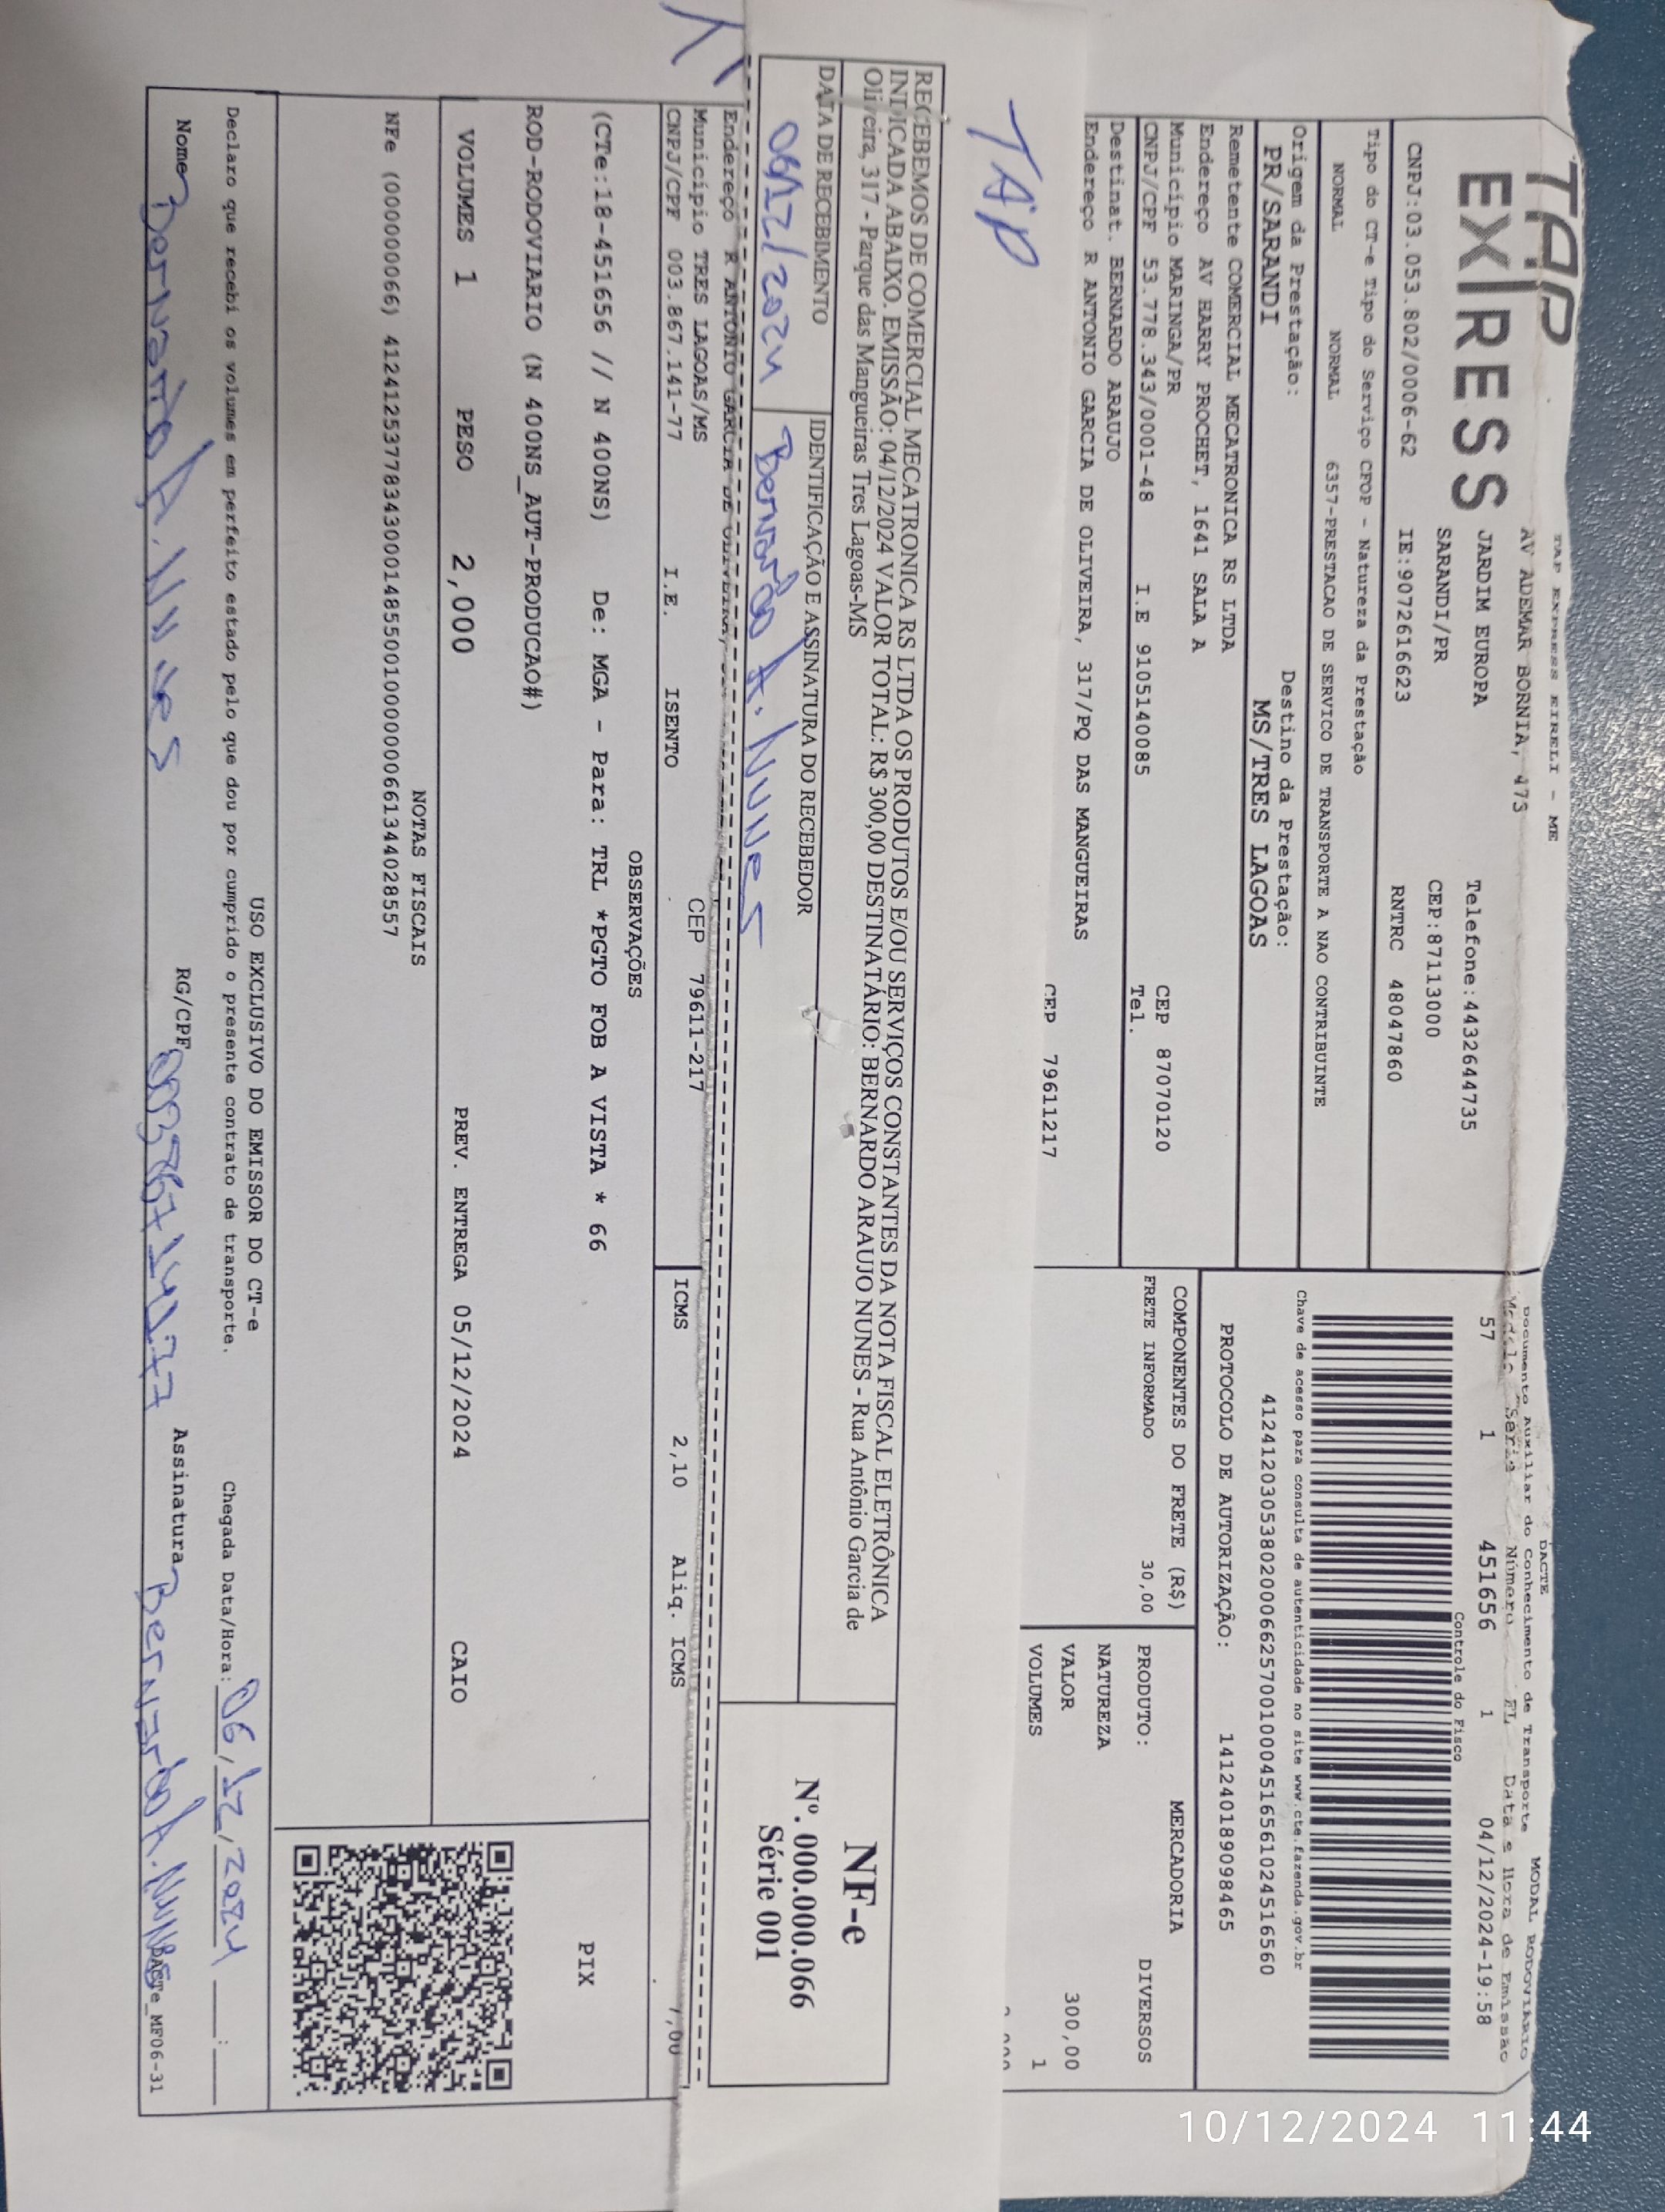 TAP
EX RESS
TAP EXPRESS EIRELI - ME
AV ADEMAR BORNIA, 473
JARDIM EUROPA
SARANDI/PR
Telefone:4432644735
CEP:87113000
CNPJ:03.053.802/0006-62 IE:9072616623 RNTRC 48047860
Tipo do CT-e Tipo do Serviço CFOP - Natureza da Prestação
NORMAL NORMAL 6357-PRESTACAO DE SERVICO DE TRANSPORTE A NAO CONTRIBUINTE
Origem da Prestação: Destino da Prestação:
PR/SARANDI MS/TRES LAGOAS
Remetente COMERCIAL MECATRONICA RS LTDA
Endereço AV HARRY PROCHET, 1641 SALA A
Município MARINGA/PR CEP 87070120
CNPJ/CPF 53.778.343/0001-48 I.E 9105140085 Tel.
Destinat. BERNARDO ARAUJO
Endereço R ANTONIO GARCIA DE OLIVEIRA, 317/PQ DAS MANGUEIRAS
CEP 79611217
DACTE MODAL RODOVIARIO
Documento Auxiliar do Conhecimento de Transporte
Modelo Serie Número FL Data e Hora de Emissão
57 1 451656 1 04/12/2024-19:58
Controle do Fisco
Chave de acesso para consulta de autenticidade no site www.cte.fazenda.gov.br
41241203053802000662570010004516561024516560
PROTOCOLO DE AUTORIZAÇÃO: 141240189098465
COMPONENTES DO FRETE (R$)
FRETE INFORMADO 30,00
MERCADORIA
PRODUTO: DIVERSOS
NATUREZA
VALOR 300,00
VOLUMES 1
TAP
RECEBEMOS DE COMERCIAL MECATRONICA RS LTDA OS PRODUTOS E/OU SERVIÇOS CONSTANTES DA NOTA FISCAL ELETRÔNICA
INDICADA ABAIXO. EMISSÃO: 04/12/2024 VALOR TOTAL: R$ 300,00 DESTINATÁRIO: BERNARDO ARAUJO NUNES - Rua Antônio Garcia de
Oliveira, 317 - Parque das Mangueiras Tres Lagoas-MS
DATA DE RECEBIMENTO IDENTIFICAÇÃO E ASSINATURA DO RECEBEDOR
06/12/2024 Bernardo A. Nunes
NF-e
Nº. 000.000.066
Série 001
Endereço R ANTONIO GARCIA DE OLIVEIRA,
Município TRES LAGOAS/MS CEP 79611-217
CNPJ/CPF 003.867.141-77 I.E. ISENTO
ICMS 2,10 Aliq. ICMS 7,00
OBSERVAÇÕES
(CTe:18-451656 // N 400NS) De: MGA - Para: TRL *PGTO FOB A VISTA * 66
ROD-RODOVIARIO (N 400NS_AUT-PRODUCAO#)
PIX
VOLUMES 1 PESO 2,000 PREV. ENTREGA 05/12/2024 CAIO
NOTAS FISCAIS
NFe (000000066) 41241253778343000148550010000000661344028557
USO EXCLUSIVO DO EMISSOR DO CT-e
Declaro que recebi os volumes em perfeito estado pelo que dou por cumprido o presente contrato de transporte. Chegada Data/Hora: 06/12/2024 :
Nome Bernardo A. Nunes RG/CPF 00386714177 Assinatura Bernardo A. Nunes
DACTe_MF06-31
10/12/2024 11:44